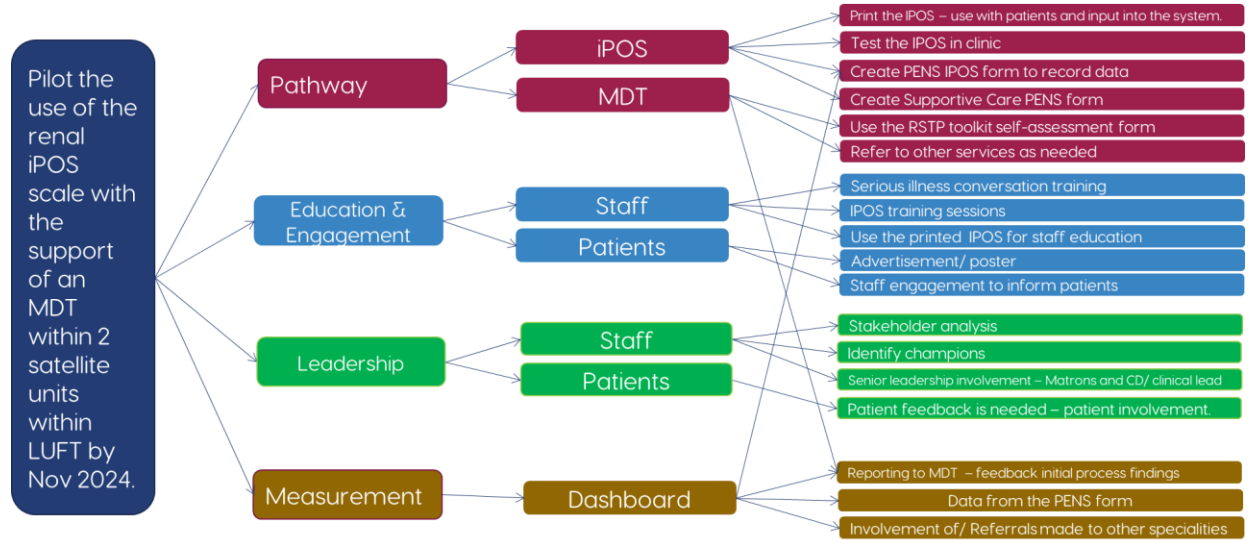 Pilot the
use of the
renal
iPOS
scale with
the
support
of an
MDT
within 2
satellite
units
within
LUFT by
Nov 2024.
Pathway
iPOS
MDT
Print the IPOS – use with patients and input into the system.
Test the IPOS in clinic
Create PENS IPOS form to record data
Create Supportive Care PENS form
Use the RSTP toolkit self-assessment form
Refer to other services as needed
Education &
Engagement
Staff
Patients
Serious illness conversation training
IPOS training sessions
Use the printed IPOS for staff education
Advertisement/ poster
Staff engagement to inform patients
Leadership
Staff
Patients
Stakeholder analysis
Identify champions
Senior leadership involvement – Matrons and CD/ clinical lead
Patient feedback is needed – patient involvement.
Measurement
Dashboard
Reporting to MDT – feedback initial process findings
Data from the PENS form
Involvement of/ Referrals made to other specialities